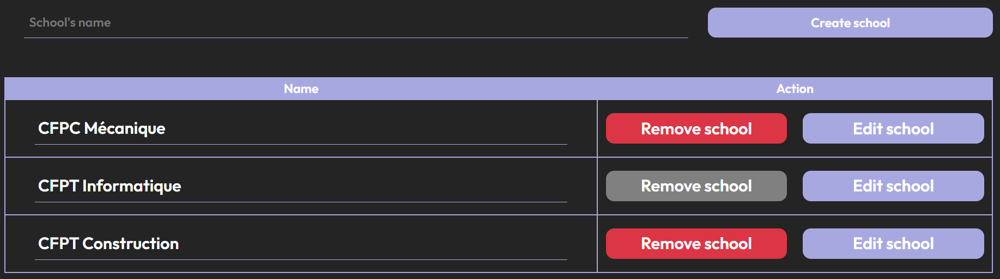 School's name
Create school
Name
Action
CFPC Mécanique
Remove school
Edit school
CFPT Informatique
Remove school
Edit school
CFPT Construction
Remove school
Edit school